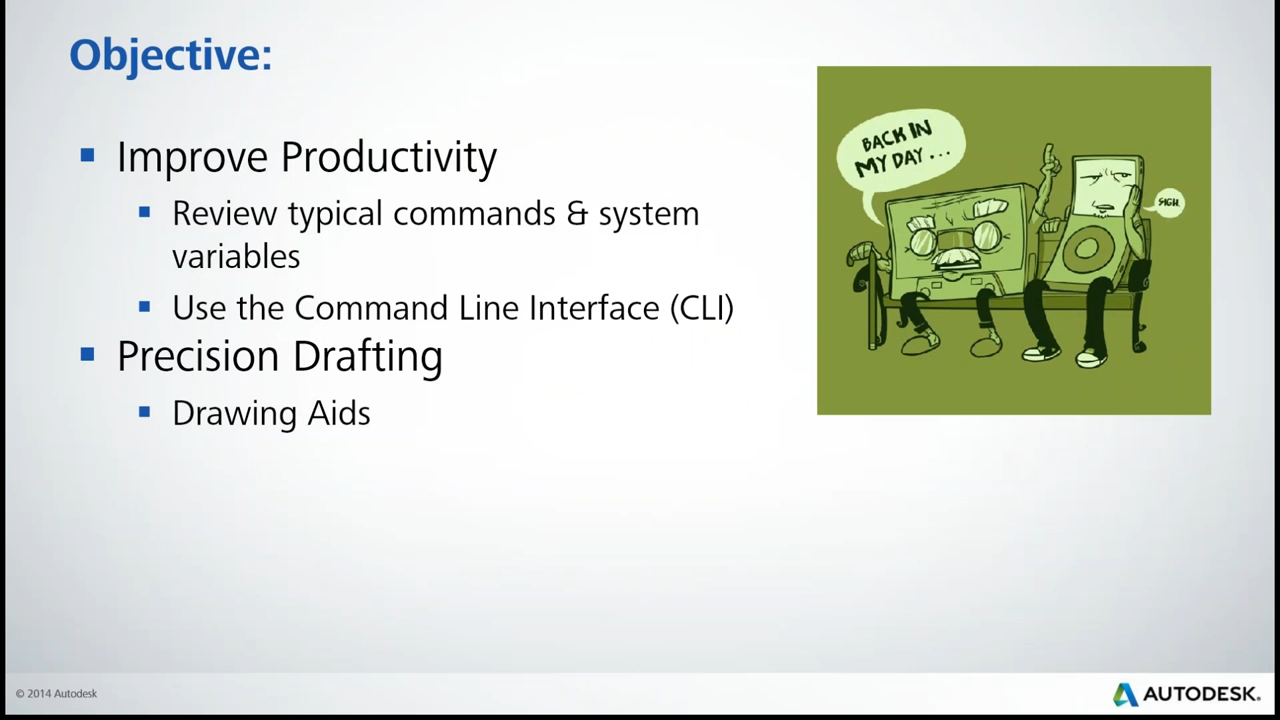 Objective:
Improve Productivity
Review typical commands & system
variables
Use the Command Line Interface (CLI)
Precision Drafting
Drawing Aids
BACK IN
MY DAY ...
SIGH.
© 2014 Autodesk
AUTODESK.